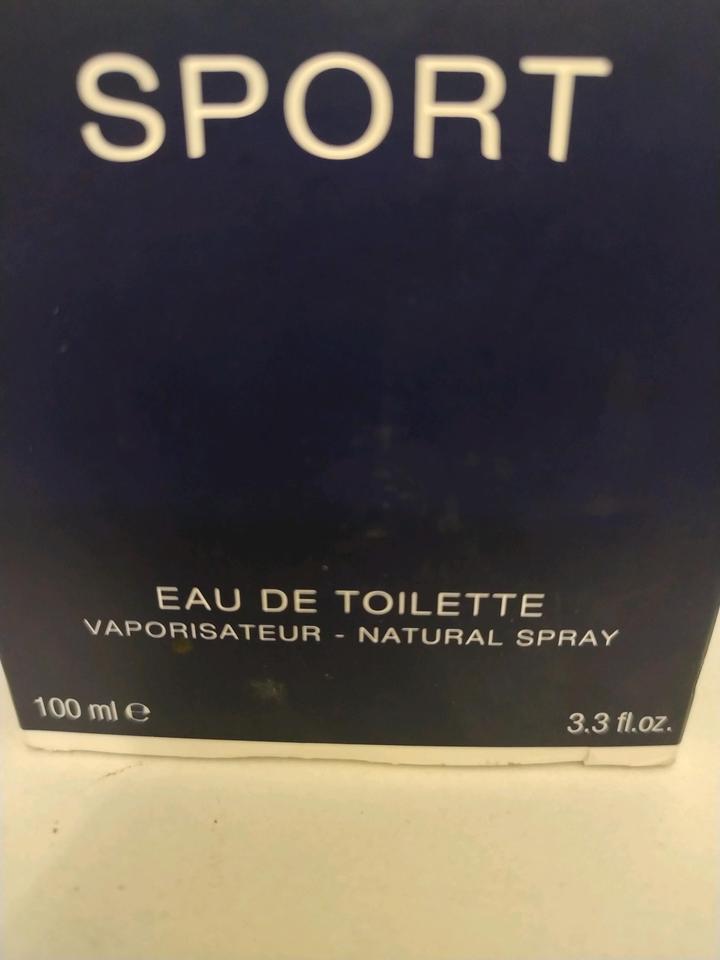 SPORT
EAU DE TOILETTE
VAPORISATEUR - NATURAL SPRAY
100 ml ℮
3.3 fl.oz.